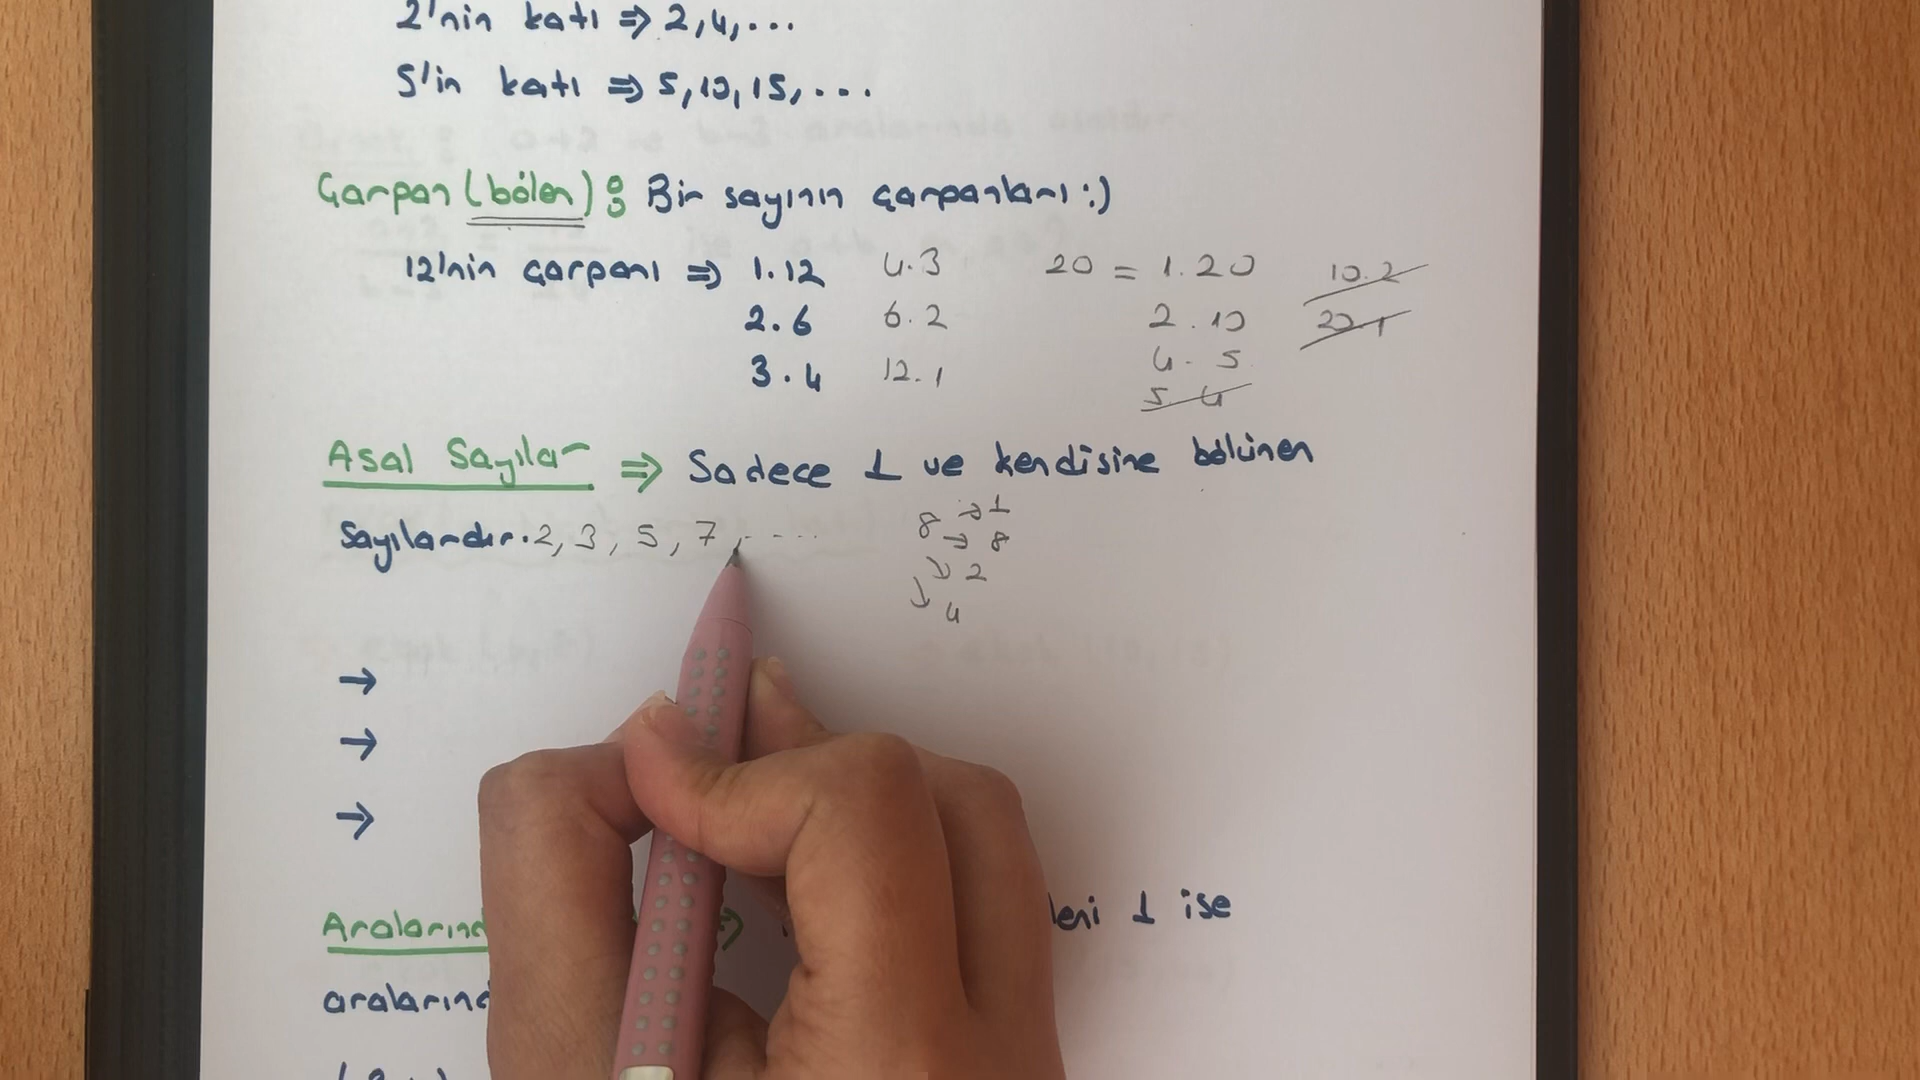 2'nin katı ⇒ 2,4,...
5'in katı ⇒ 5,10,15,...
Çarpan (bölen) : Bir sayının çarpanları :)
12'nin çarpanı ⇒ 1.12 4.3 20 = 1.20 10.2
2.6 6.2 2.10 20.1
3.4 12.1 4.5
5.4
Asal Sayılar ⇒ Sadece 1 ve kendisine bölünen
sayılardır. 2, 3, 5, 7, ....
8 → 1
→ 8
↘ 2
↘ 4
→
→
→
1 ise